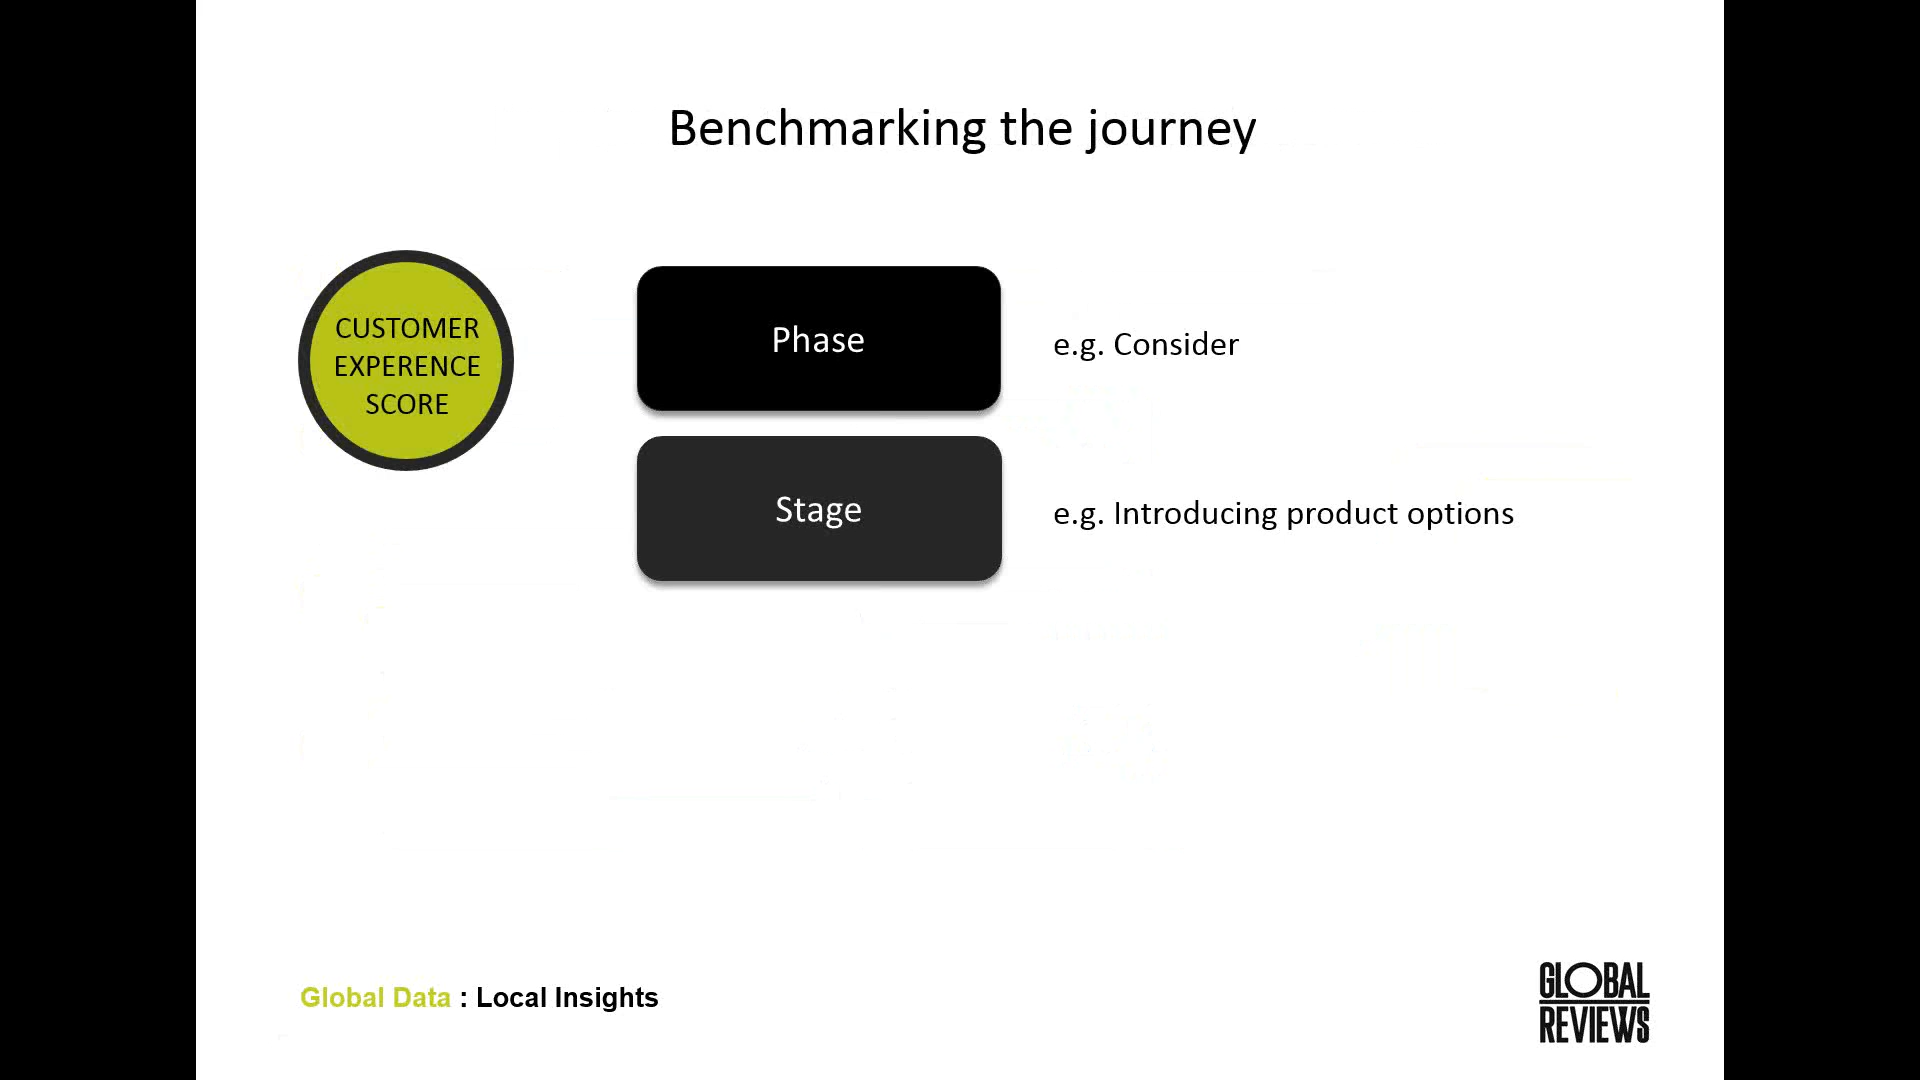 Benchmarking the journey
CUSTOMER
EXPERENCE
SCORE
Phase
e.g. Consider
Stage
e.g. Introducing product options
Global Data : Local Insights
GLOBAL
REVIEWS